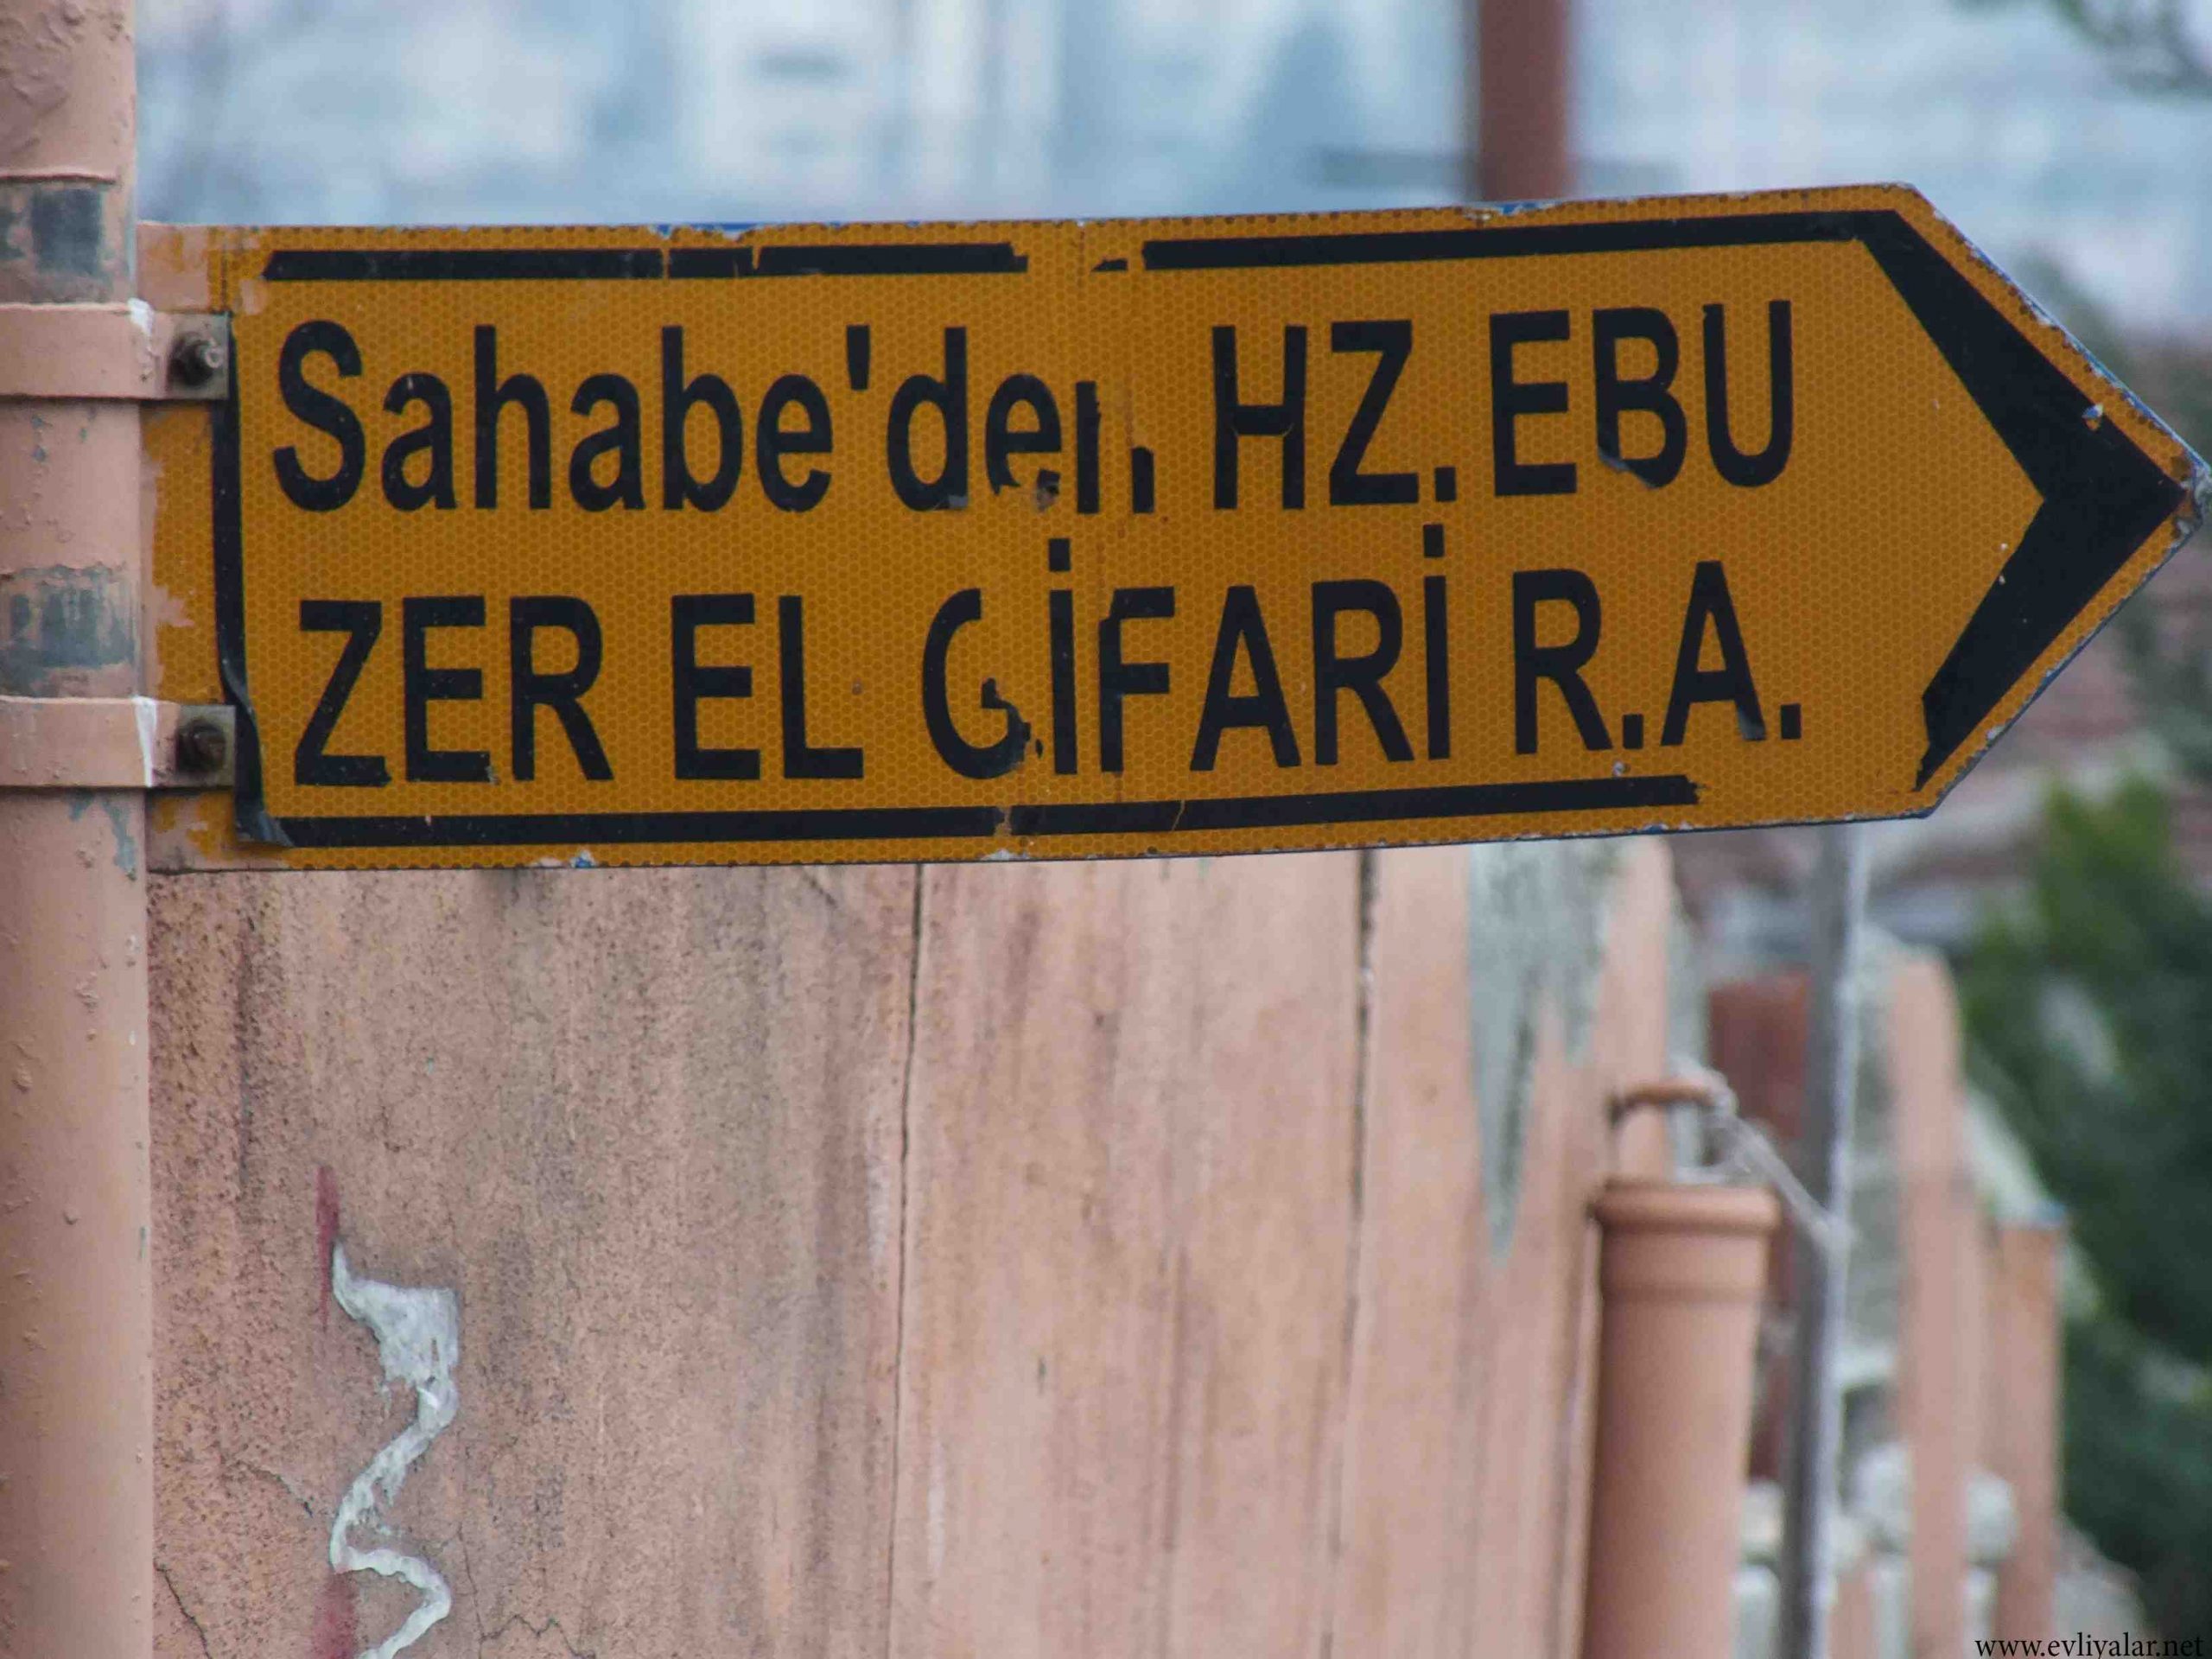 Sahabe'den HZ. EBU
ZER EL GİFARİ R.A.
www.evliyalar.net